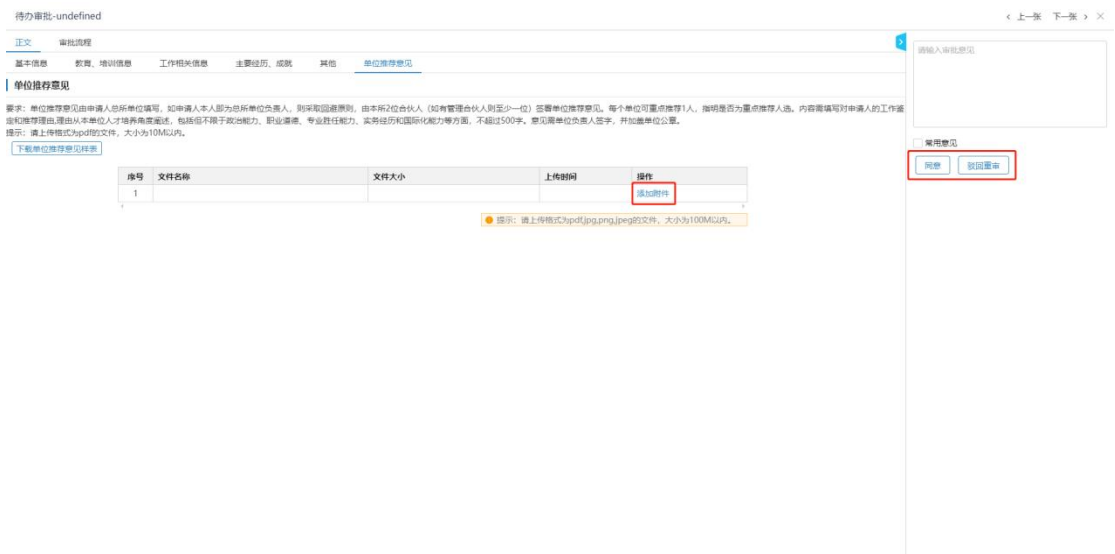 待办审批-undefined
上一张 下一张
正文 审批流程
基本信息 教育、培训信息 工作相关信息 主要经历、成就 其他 单位推荐意见
单位推荐意见
要求：单位推荐意见由申请人总所单位填写，如申请人本人即为总所单位负责人，则采取回避原则，由本所2位合伙人（如有管理合伙人则至少一位）签署单位推荐意见。每个单位可重点推荐1人，指明是否为重点推荐人选。内容需填写对申请人的工作鉴
定和推荐理由,理由从本单位人才培养角度阐述，包括但不限于政治能力、职业道德、专业胜任能力、实务经历和国际化能力等方面，不超过500字。意见需单位负责人签字，并加盖单位公章。
提示：请上传格式为pdf的文件，大小为10M以内。
下载单位推荐意见样表
序号 文件名称 文件大小 上传时间 操作
1 添加附件
提示：请上传格式为pdf,jpg,png,jpeg的文件，大小为100M以内。
请输入审批意见
常用意见
同意 驳回重审